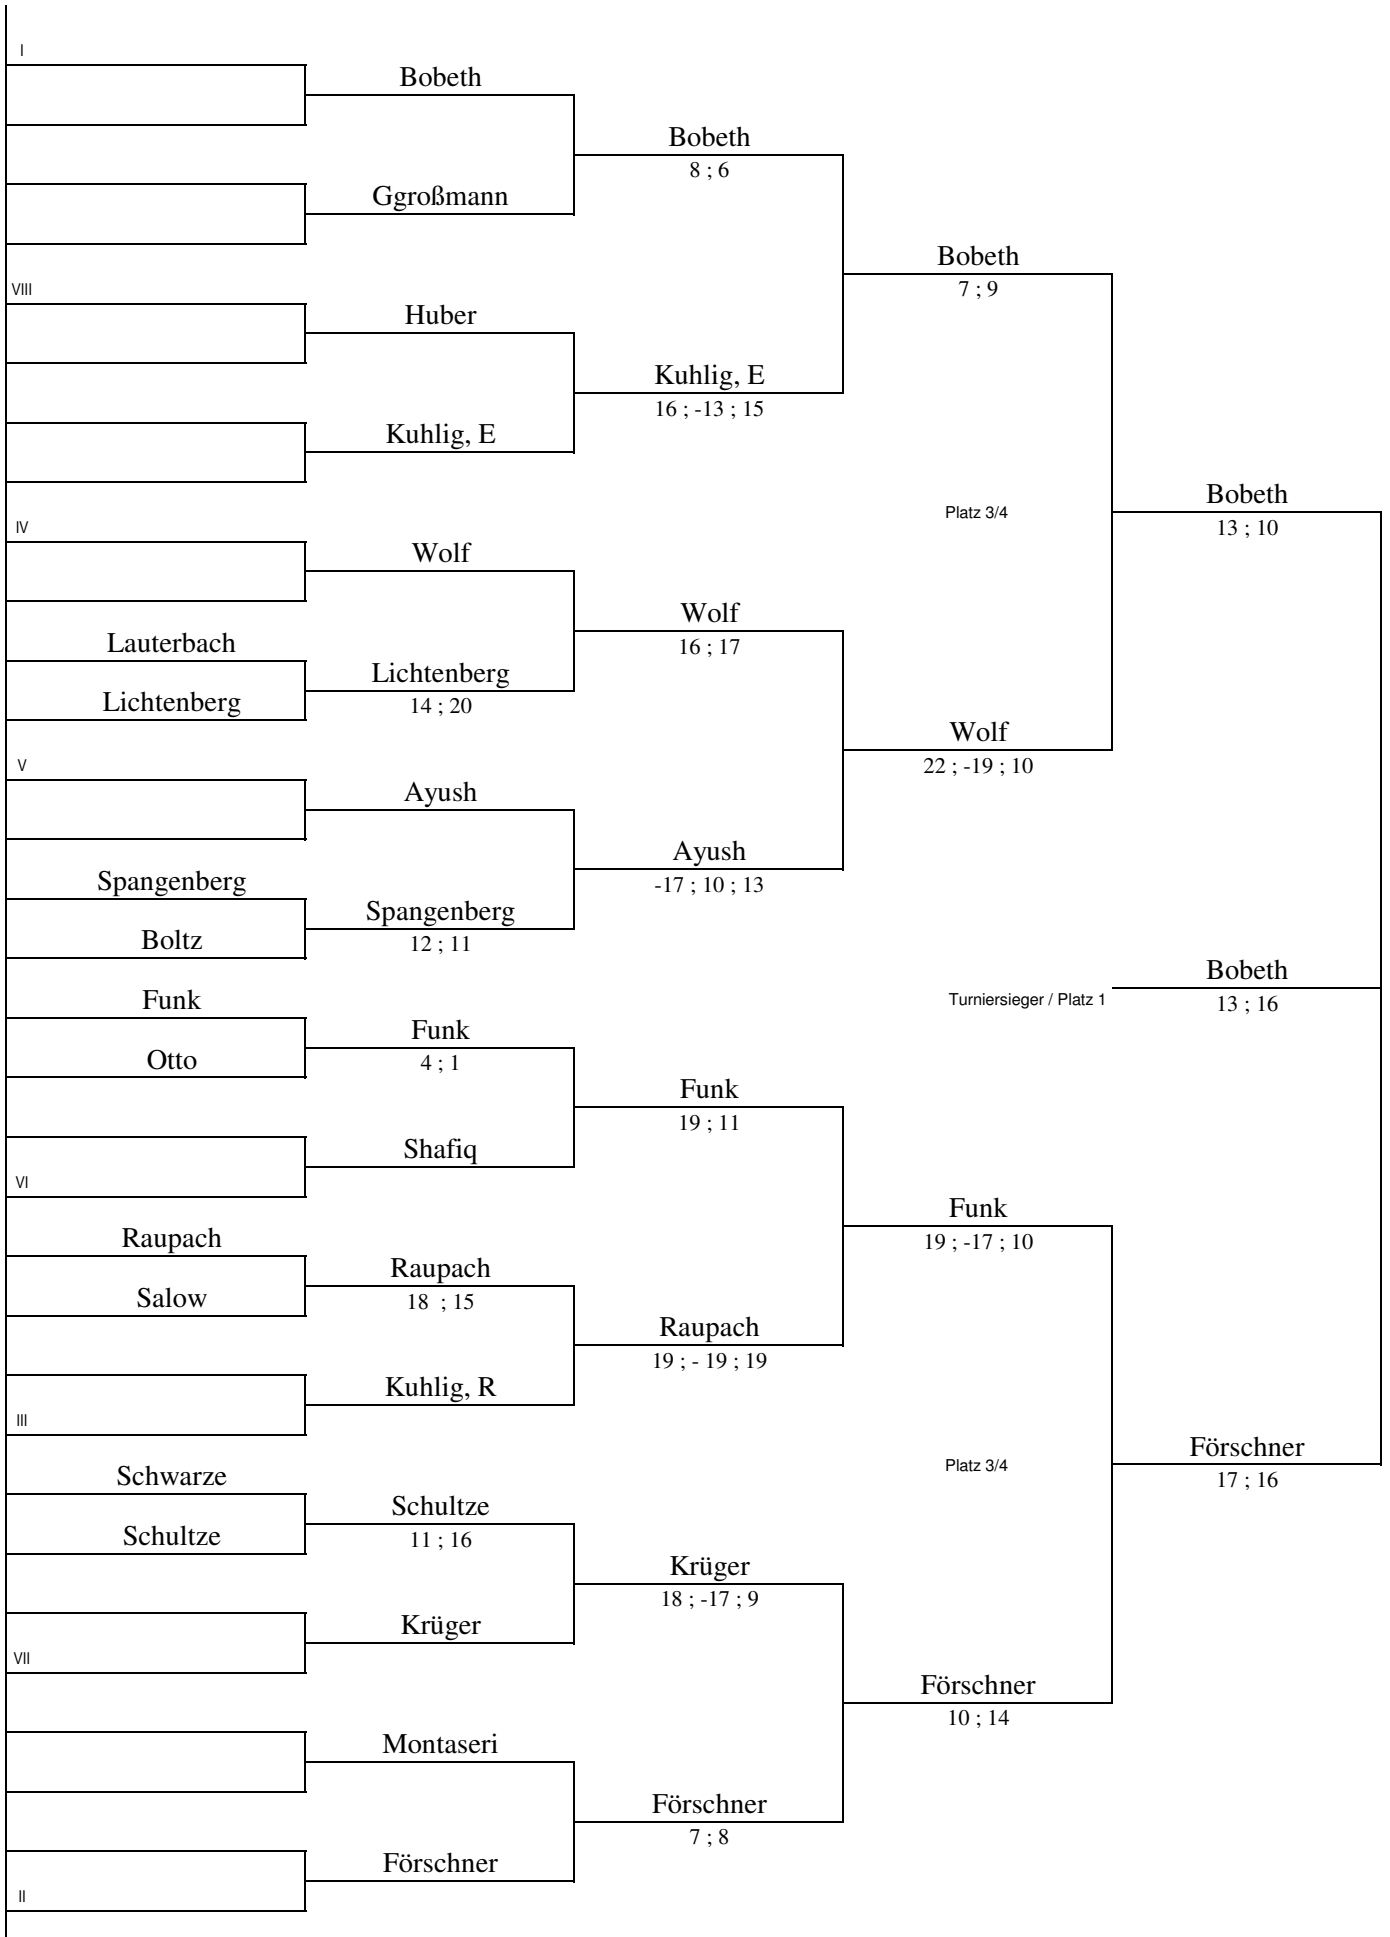 I
Bobeth
Bobeth
8 ; 6
Ggroßmann
Bobeth
7 ; 9
VIII
Huber
Kuhlig, E
16 ; -13 ; 15
Kuhlig, E
Platz 3/4
Bobeth
13 ; 10
IV
Wolf
Wolf
16 ; 17
Lauterbach
Lichtenberg
14 ; 20
Lichtenberg
Wolf
22 ; -19 ; 10
V
Ayush
Ayush
-17 ; 10 ; 13
Spangenberg
Spangenberg
12 ; 11
Boltz
Bobeth
13 ; 16
Turniersieger / Platz 1
Funk
Funk
4 ; 1
Otto
Funk
19 ; 11
Shafiq
VI
Funk
19 ; -17 ; 10
Raupach
Raupach
18 ; 15
Salow
Raupach
19 ; - 19 ; 19
Kuhlig, R
III
Platz 3/4
Förschner
17 ; 16
Schwarze
Schultze
11 ; 16
Schultze
Krüger
18 ; -17 ; 9
Krüger
VII
Förschner
10 ; 14
Montaseri
Förschner
7 ; 8
Förschner
II